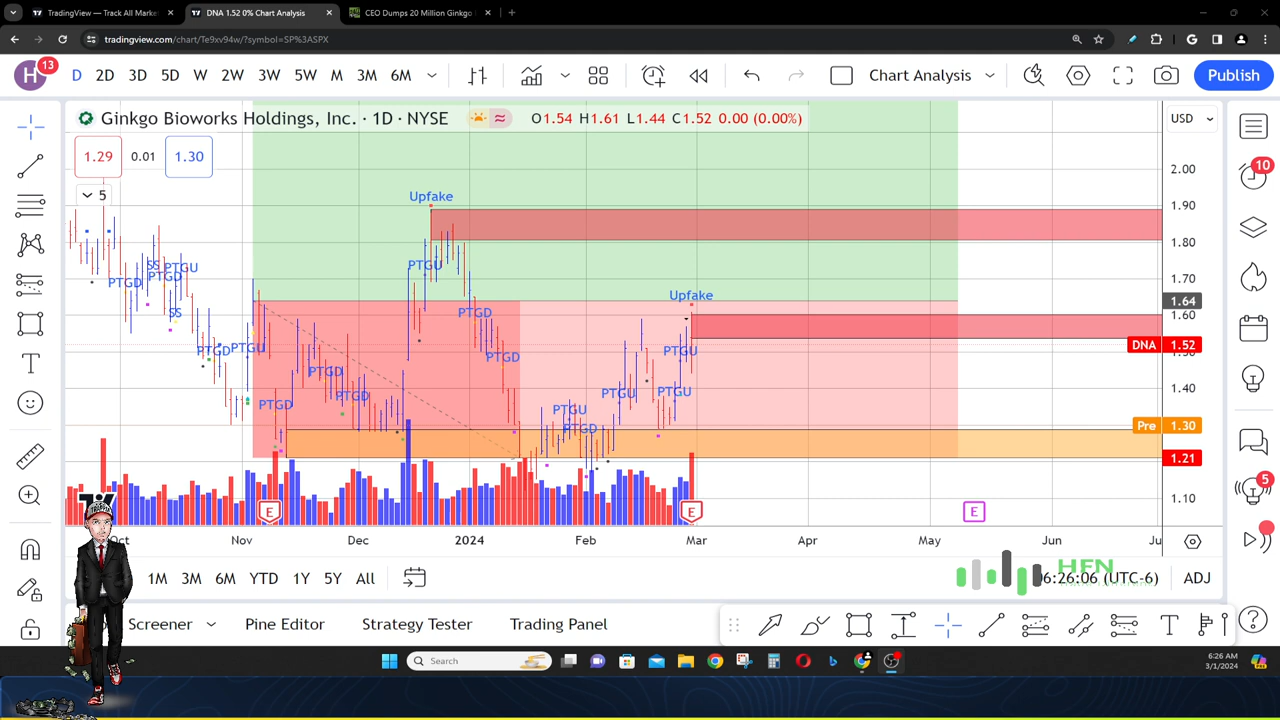 TradingView — Track All Marke
DNA 1.52 0% Chart Analysis
CEO Dumps 20 Million Ginkgo
tradingview.com/chart/Te9xv94w/?symbol=SP%3ASPX
H 13 D 2D 3D 5D W 2W 3W 5W M 3M 6M Chart Analysis Publish
Ginkgo Bioworks Holdings, Inc. · 1D · NYSE O1.54 H1.61 L1.44 C1.52 0.00 (0.00%) USD
1.29 0.01 1.30
5
10
2.00
Upfake
1.90
1.80
SS PTGU PTGU
PTGD PTGD
1.70
Upfake
1.64
SS PTGD
1.60
PTGD PTGU PTGU
DNA 1.52
1.50
PTGD
PTGD
PTGD PTGU PTGU
1.40
PTGD PTGU
PTGD
Pre 1.30
1.21
5
1.10
E E E
Oct Nov Dec 2024 Feb Mar Apr May Jun Ju
1M 3M 6M YTD 1Y 5Y All 06:26:06 (UTC-6) ADJ
HFN
Screener Pine Editor Strategy Tester Trading Panel
Search
6:26 AM
3/1/2024